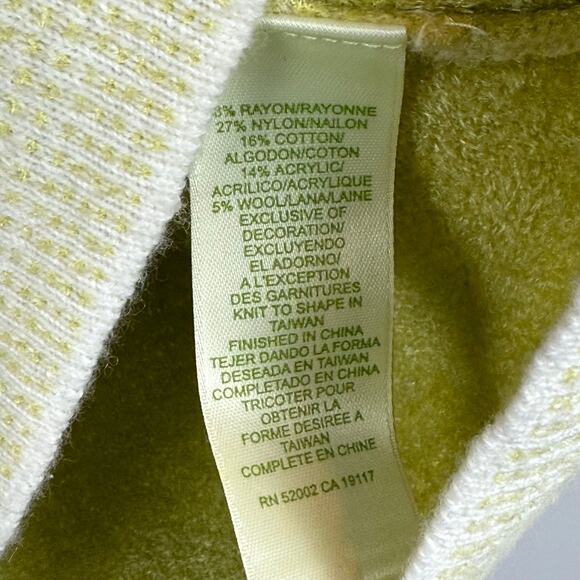 8% RAYON/RAYONNE
27% NYLON/NAILON
16% COTTON/
ALGODON/COTON
14% ACRYLIC/
ACRILICO/ACRYLIQUE
5% WOOL/LANA/LAINE
EXCLUSIVE OF
DECORATION/
EXCLUYENDO
EL ADORNO/
A L'EXCEPTION
DES GARNITURES
KNIT TO SHAPE IN
TAIWAN
FINISHED IN CHINA
TEJER DANDO LA FORMA
DESEADA EN TAIWAN
COMPLETADO EN CHINA
TRICOTER POUR
OBTENIR LA
FORME DESIREE A
TAIWAN
COMPLETE EN CHINE
RN 52002 CA 19117